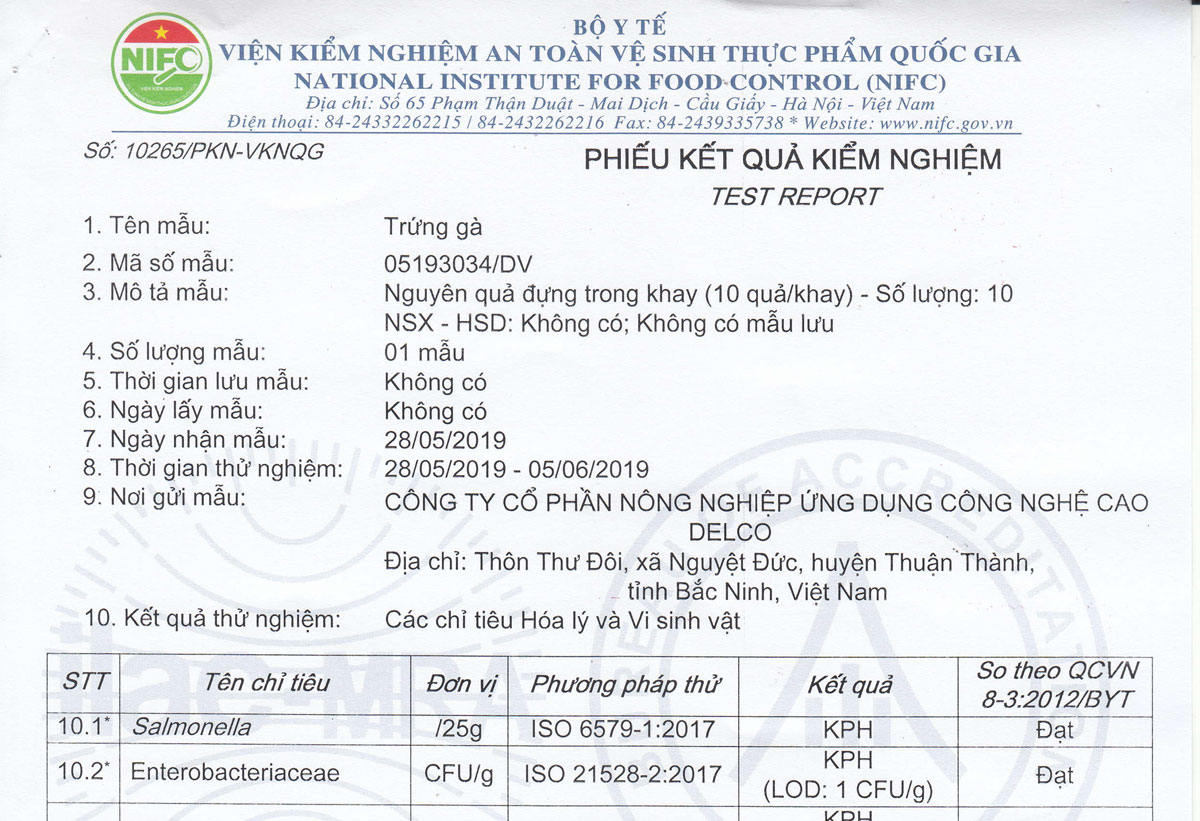 BỘ Y TẾ
NIFC
VIỆN KIỂM NGHIỆM
VIỆN KIỂM NGHIỆM AN TOÀN VỆ SINH THỰC PHẨM QUỐC GIA
NATIONAL INSTITUTE FOR FOOD CONTROL (NIFC)
Địa chỉ: Số 65 Phạm Thận Duật - Mai Dịch - Cầu Giấy - Hà Nội - Việt Nam
Điện thoại: 84-24332262215 / 84-2432262216 Fax: 84-2439335738 * Website: www.nifc.gov.vn
Số: 10265/PKN-VKNQG
PHIẾU KẾT QUẢ KIỂM NGHIỆM
TEST REPORT
1. Tên mẫu: Trứng gà
2. Mã số mẫu: 05193034/DV
3. Mô tả mẫu: Nguyên quả đựng trong khay (10 quả/khay) - Số lượng: 10
NSX - HSD: Không có; Không có mẫu lưu
4. Số lượng mẫu: 01 mẫu
5. Thời gian lưu mẫu: Không có
6. Ngày lấy mẫu: Không có
7. Ngày nhận mẫu: 28/05/2019
8. Thời gian thử nghiệm: 28/05/2019 - 05/06/2019
9. Nơi gửi mẫu: CÔNG TY CỔ PHẦN NÔNG NGHIỆP ỨNG DỤNG CÔNG NGHỆ CAO
DELCO
Địa chỉ: Thôn Thư Đôi, xã Nguyệt Đức, huyện Thuận Thành,
tỉnh Bắc Ninh, Việt Nam
10. Kết quả thử nghiệm: Các chỉ tiêu Hóa lý và Vi sinh vật
STT Tên chỉ tiêu Đơn vị Phương pháp thử Kết quả So theo QCVN
8-3:2012/BYT
10.1* Salmonella /25g ISO 6579-1:2017 KPH Đạt
10.2* Enterobacteriaceae CFU/g ISO 21528-2:2017 KPH
(LOD: 1 CFU/g) Đạt
KPH
ilac-MRA
ACCREDITATION